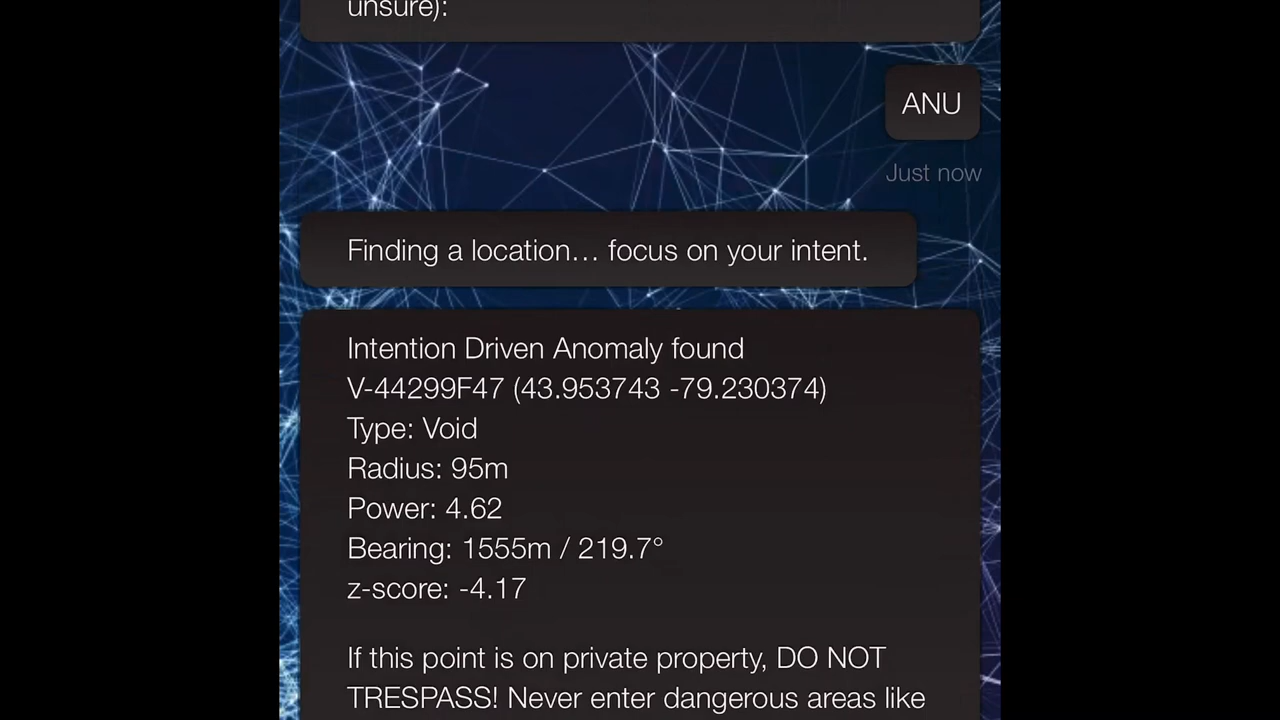 unsure):
ANU
Just now
Finding a location... focus on your intent.
Intention Driven Anomaly found
V-44299F47 (43.953743 -79.230374)
Type: Void
Radius: 95m
Power: 4.62
Bearing: 1555m / 219.7°
z-score: -4.17
If this point is on private property, DO NOT
TRESPASS! Never enter dangerous areas like